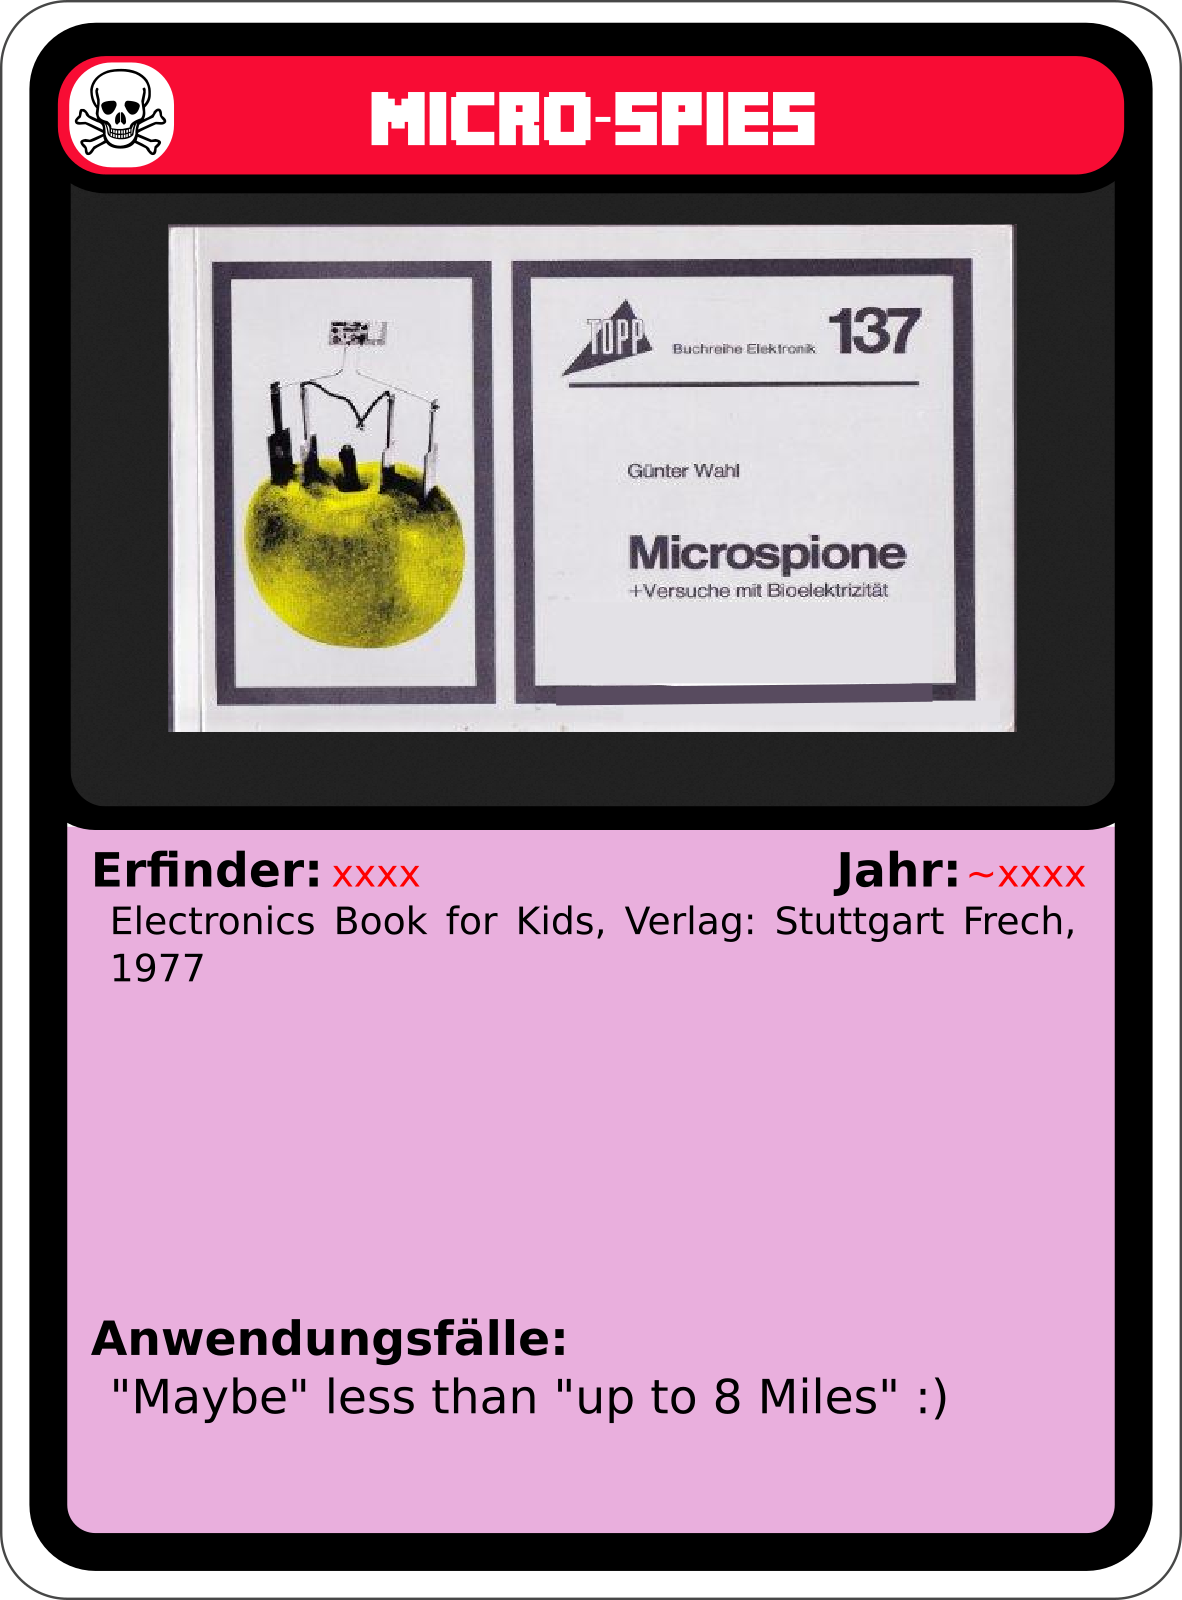 MICRO-SPIES
TOPP
Buchreihe Elektronik
137
Günter Wahl
Microspione
+Versuche mit Bioelektrizität
Erfinder: xxxx
Jahr: ~xxxx
Electronics Book for Kids, Verlag: Stuttgart Frech,
1977
Anwendungsfälle:
"Maybe" less than "up to 8 Miles" :)